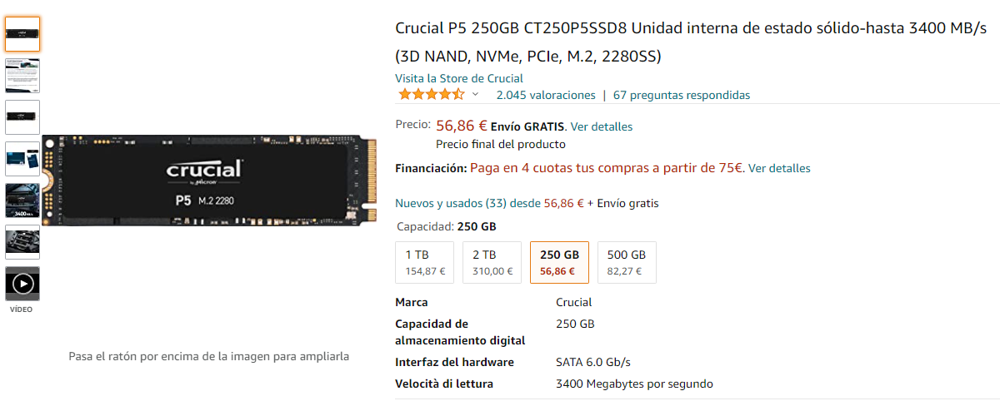 Crucial P5 250GB CT250P5SSD8 Unidad interna de estado sólido-hasta 3400 MB/s
(3D NAND, NVMe, PCIe, M.2, 2280SS)
Visita la Store de Crucial
2.045 valoraciones | 67 preguntas respondidas
Precio: 56,86 € Envío GRATIS. Ver detalles
Precio final del producto
Financiación: Paga en 4 cuotas tus compras a partir de 75€. Ver detalles
Nuevos y usados (33) desde 56,86 € + Envío gratis
Capacidad: 250 GB
1 TB
154,87 €
2 TB
310,00 €
250 GB
56,86 €
500 GB
82,27 €
Marca Crucial
Capacidad de
almacenamiento digital 250 GB
Interfaz del hardware SATA 6.0 Gb/s
Velocità di lettura 3400 Megabytes por segundo
crucial
by Micron
P5 M.2 2280
3400 MB/s
VÍDEO
Pasa el ratón por encima de la imagen para ampliarla